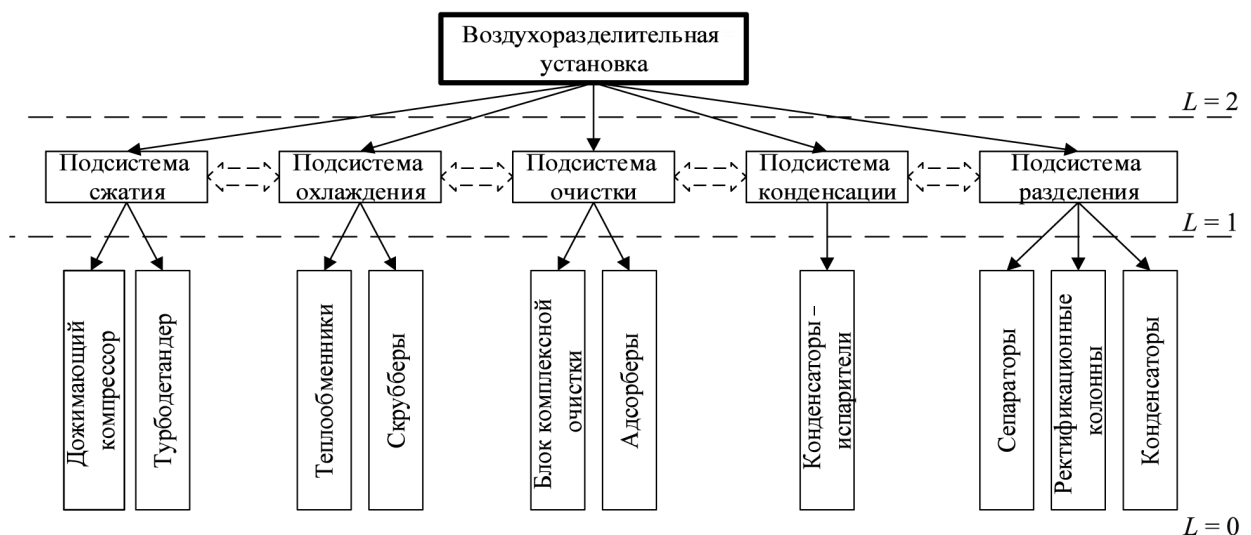 Воздухоразделительная
установка
L = 2
Подсистема
сжатия
Подсистема
охлаждения
Подсистема
очистки
Подсистема
конденсации
Подсистема
разделения
L = 1
Дожимающий
компрессор
Турбодетандер
Теплообменники
Скрубберы
Блок комплексной
очистки
Адсорберы
Конденсаторы –
испарители
Сепараторы
Ректификационные
колонны
Конденсаторы
L = 0